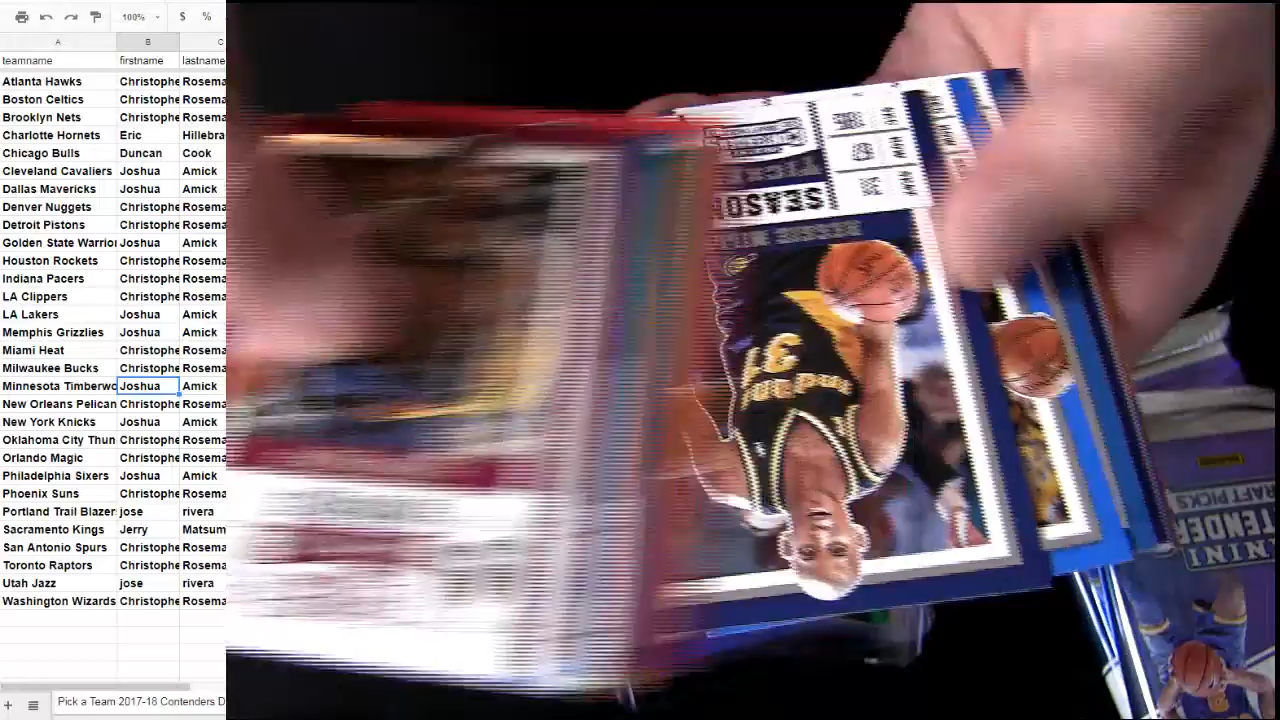 100%
$ %
A B C
teamname firstname lastname
Atlanta Hawks Christophe Rosema
Boston Celtics Christophe Rosema
Brooklyn Nets Christophe Rosema
Charlotte Hornets Eric Hillebra
Chicago Bulls Duncan Cook
Cleveland Cavaliers Joshua Amick
Dallas Mavericks Joshua Amick
Denver Nuggets Christophe Rosema
Detroit Pistons Christophe Rosema
Golden State Warrior Joshua Amick
Houston Rockets Christophe Rosema
Indiana Pacers Christophe Rosema
LA Clippers Christophe Rosema
LA Lakers Joshua Amick
Memphis Grizzlies Joshua Amick
Miami Heat Christophe Rosema
Milwaukee Bucks Christophe Rosema
Minnesota Timberwo Joshua Amick
New Orleans Pelican Christophe Rosema
New York Knicks Joshua Amick
Oklahoma City Thun Christophe Rosema
Orlando Magic Christophe Rosema
Philadelphia Sixers Joshua Amick
Phoenix Suns Christophe Rosema
Portland Trail Blazer jose rivera
Sacramento Kings Jerry Matsum
San Antonio Spurs Christophe Rosema
Toronto Raptors Christophe Rosema
Utah Jazz jose rivera
Washington Wizards Christophe Rosema
Pick a Team 2017-18 Contenders D
SEASON
31
RAFT PICKS
TENDER
ANINI